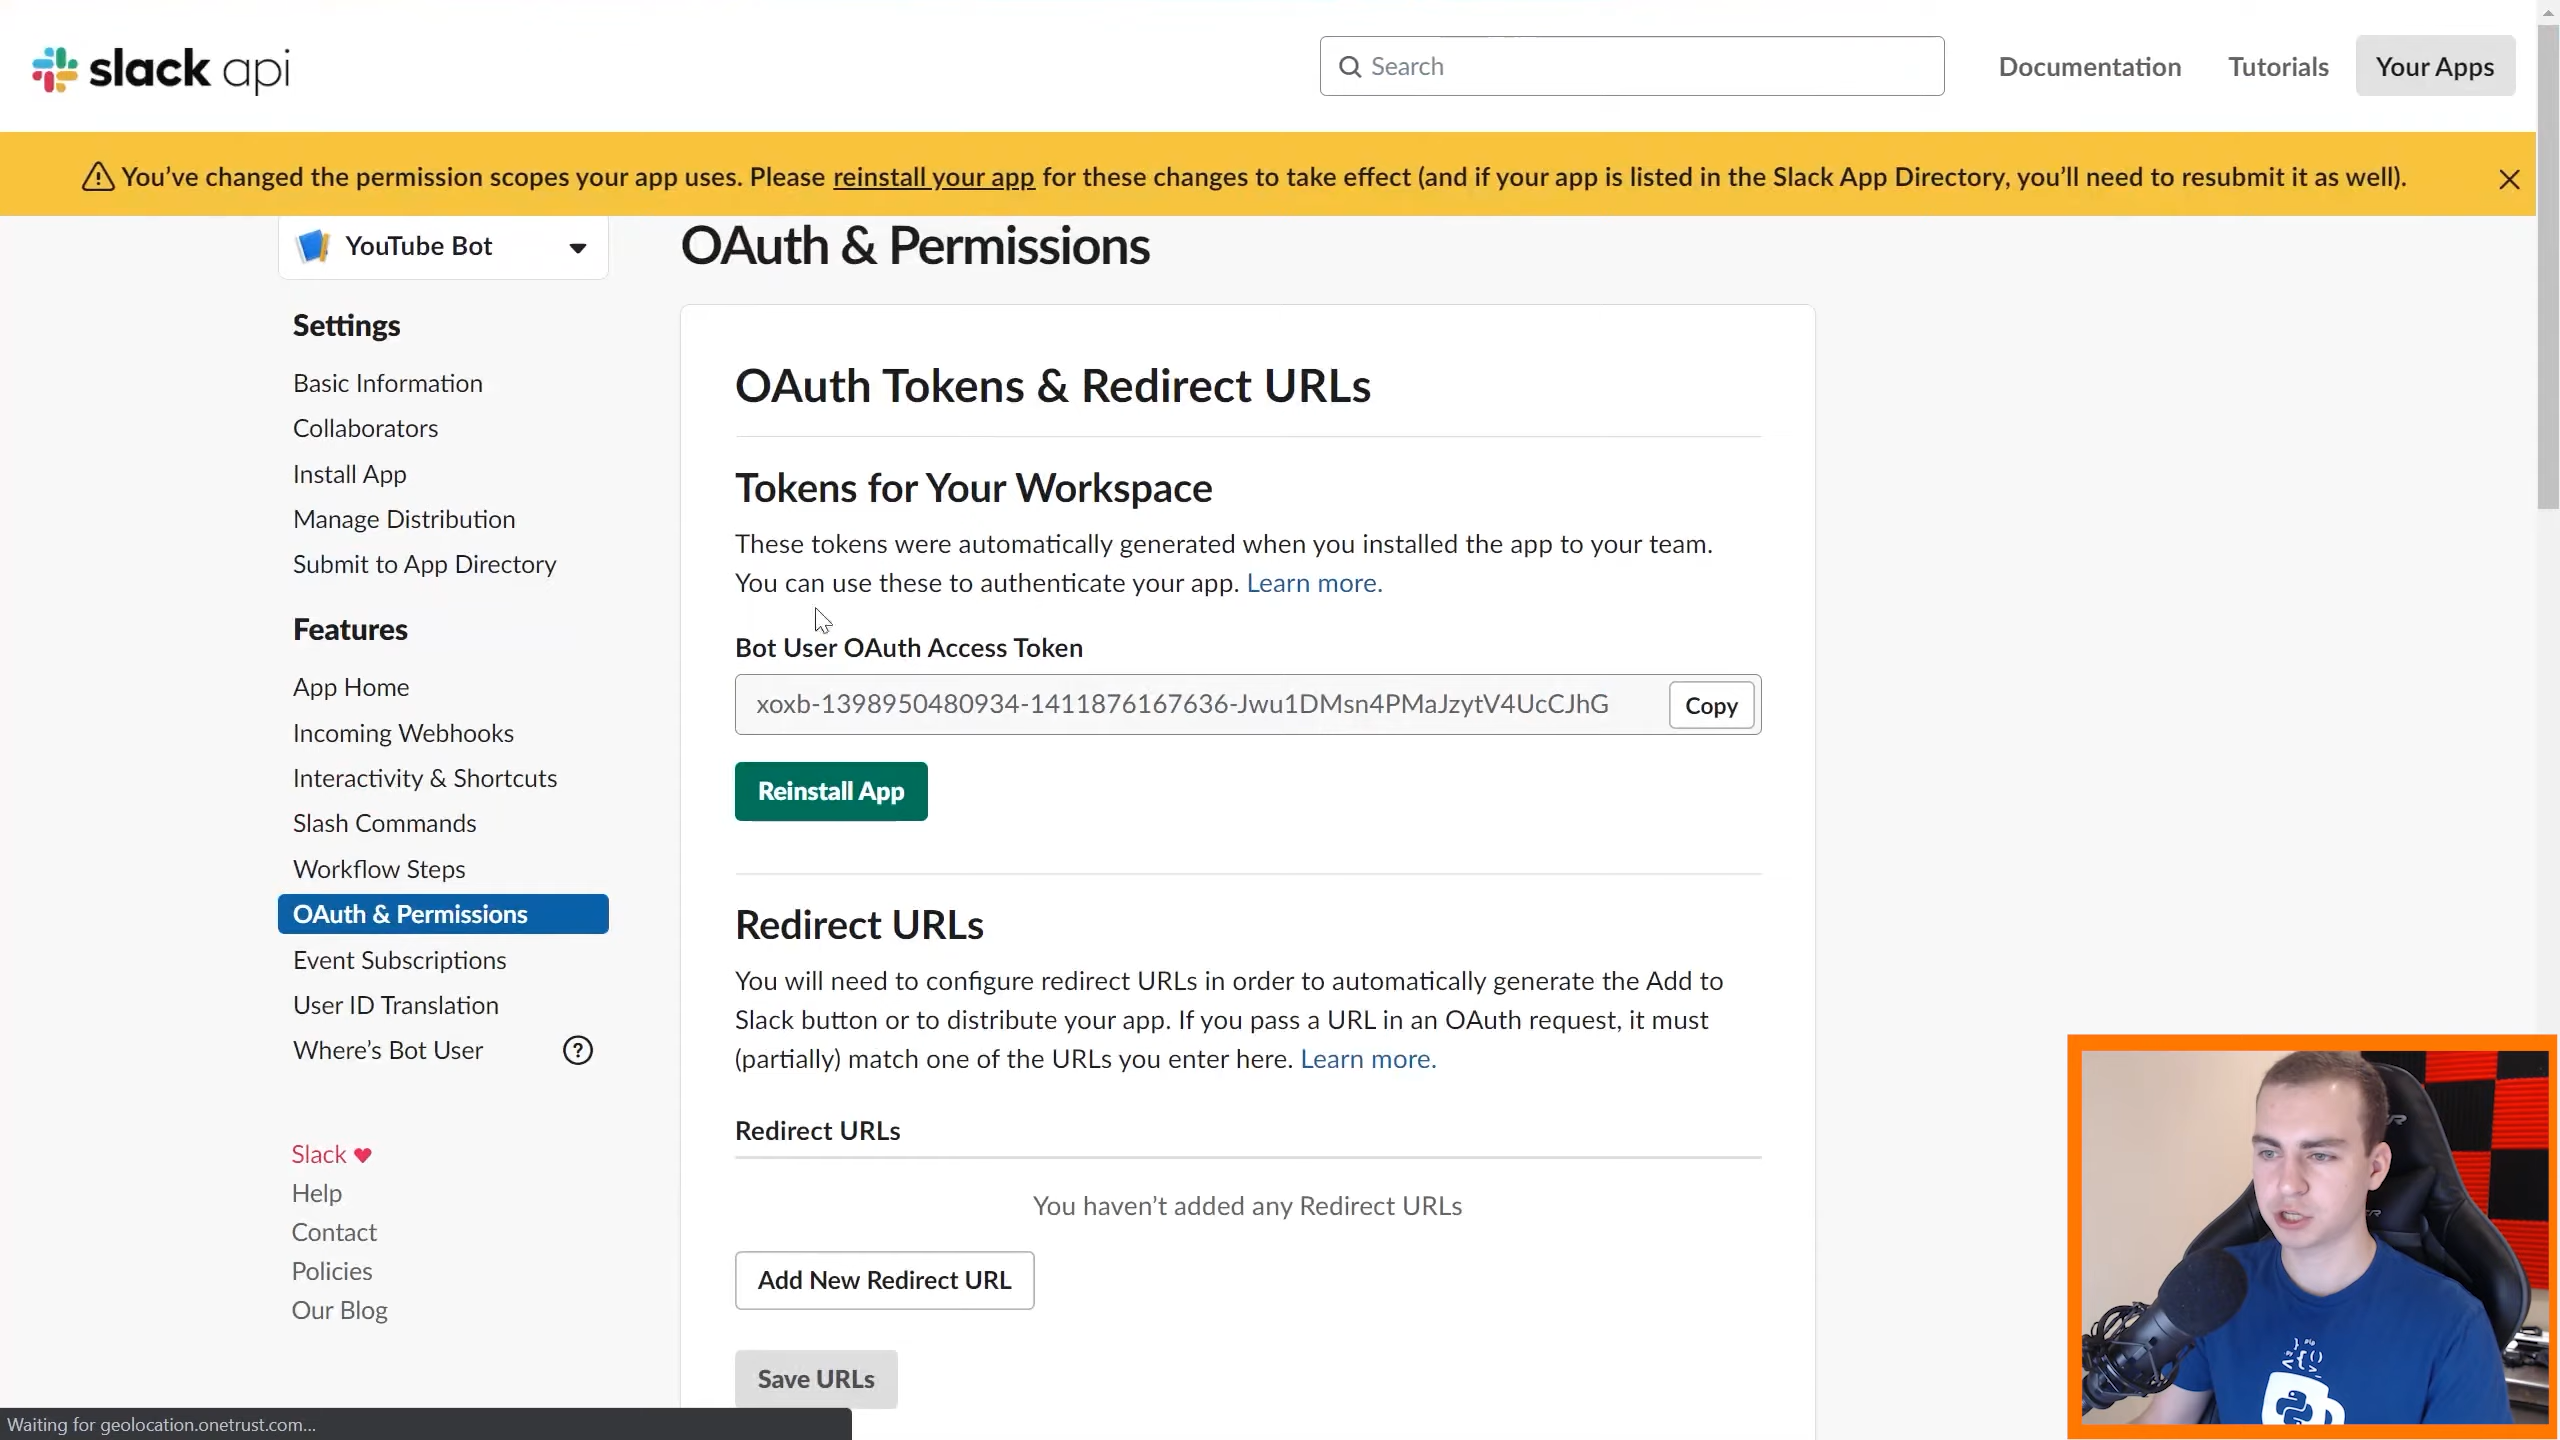 slack api
Search
Documentation
Tutorials
Your Apps
You've changed the permission scopes your app uses. Please reinstall your app for these changes to take effect (and if your app is listed in the Slack App Directory, you'll need to resubmit it as well).
YouTube Bot
Settings
Basic Information
Collaborators
Install App
Manage Distribution
Submit to App Directory
Features
App Home
Incoming Webhooks
Interactivity & Shortcuts
Slash Commands
Workflow Steps
OAuth & Permissions
Event Subscriptions
User ID Translation
Where's Bot User
?
Slack ♥
Help
Contact
Policies
Our Blog
OAuth & Permissions
OAuth Tokens & Redirect URLs
Tokens for Your Workspace
These tokens were automatically generated when you installed the app to your team.
You can use these to authenticate your app. Learn more.
Bot User OAuth Access Token
xoxb-1398950480934-1411876167636-Jwu1DMsn4PMaJzytV4UcCJhG
Copy
Reinstall App
Redirect URLs
You will need to configure redirect URLs in order to automatically generate the Add to
Slack button or to distribute your app. If you pass a URL in an OAuth request, it must
(partially) match one of the URLs you enter here. Learn more.
Redirect URLs
You haven't added any Redirect URLs
Add New Redirect URL
Save URLs
Waiting for geolocation.onetrust.com...